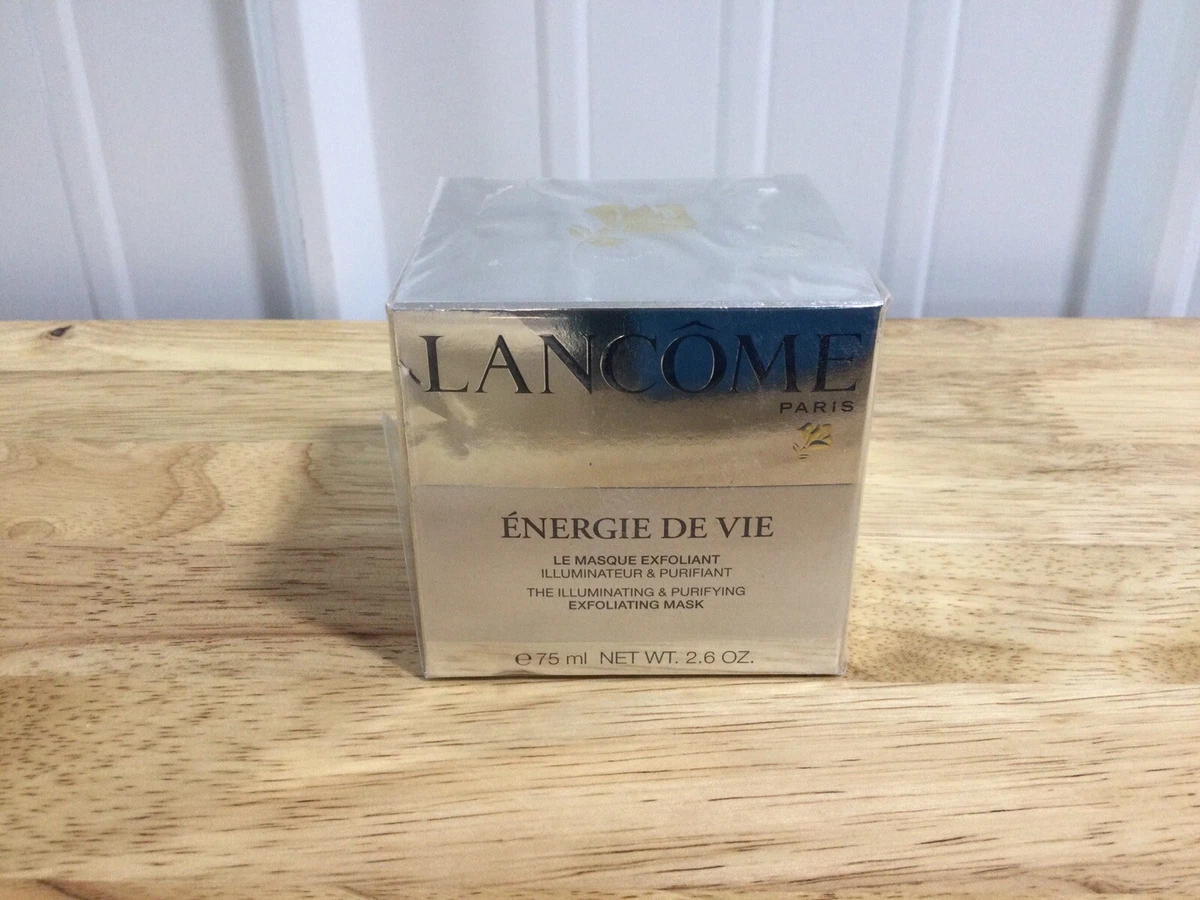 LANCÔME
PARIS
ÉNERGIE DE VIE
LE MASQUE EXFOLIANT
ILLUMINATEUR & PURIFIANT
THE ILLUMINATING & PURIFYING
EXFOLIATING MASK
℮ 75 ml NET WT. 2.6 OZ.